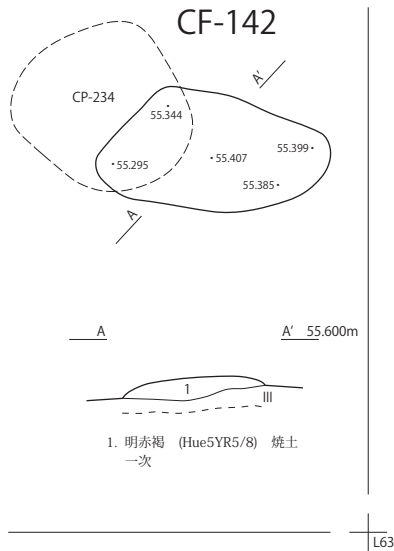 CF-142
A'
CP-234
55.344
55.399
55.407
55.295
55.385
A
A A' 55.600m
1 III
1. 明赤褐 (Hue5YR5/8) 焼土
一次
L63